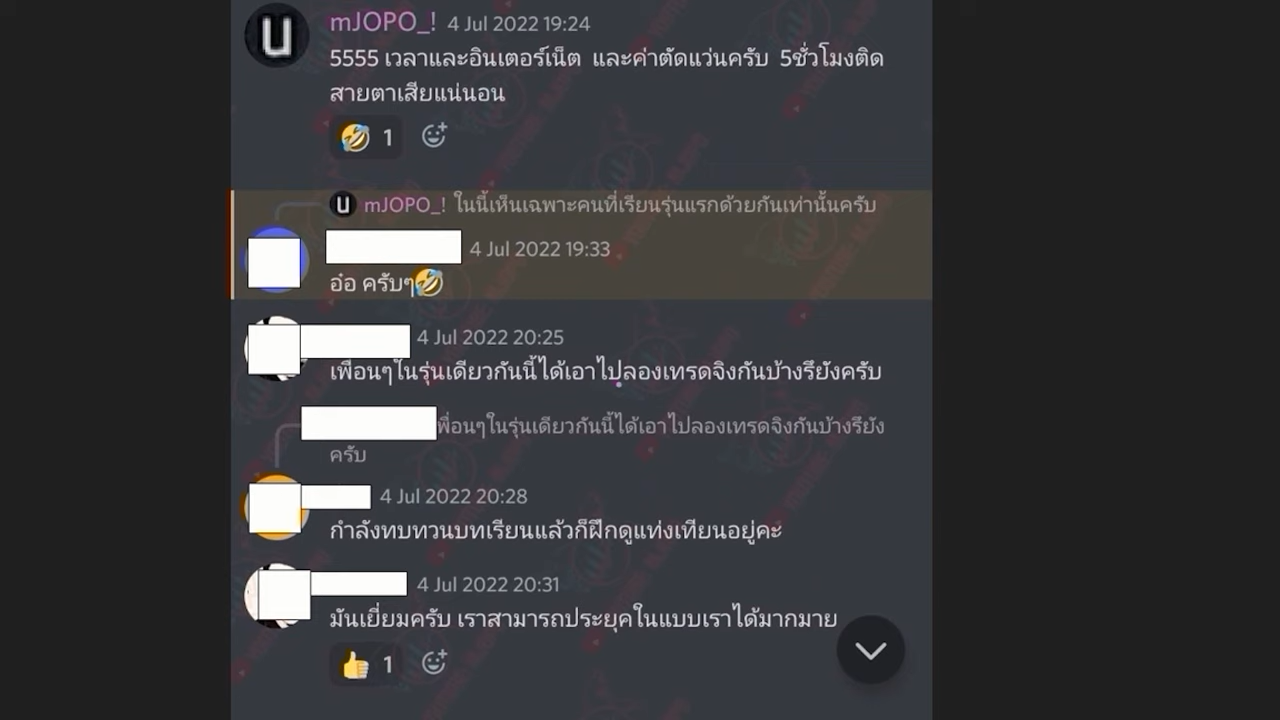 mJOPO_! 4 Jul 2022 19:24
5555 เวลาและอินเตอร์เน็ต และค่าตัดแว่นครับ 5ชั่วโมงติด
สายตาเสียแน่นอน
1
mJOPO_! ในนี้เห็นเฉพาะคนที่เรียนรุ่นแรกด้วยกันเท่านั้นครับ
4 Jul 2022 19:33
อ๋อ ครับๆ
4 Jul 2022 20:25
เพื่อนๆในรุ่นเดียวกันนี้ได้เอาไปลองเทรดจิงกันบ้างรึยังครับ
พื่อนๆในรุ่นเดียวกันนี้ได้เอาไปลองเทรดจิงกันบ้างรึยัง
ครับ
4 Jul 2022 20:28
กำลังทบทวนบทเรียนแล้วก็ฝึกดูแท่งเทียนอยู่คะ
4 Jul 2022 20:31
มันเยี่ยมครับ เราสามารถประยุคในแบบเราได้มากมาย
1